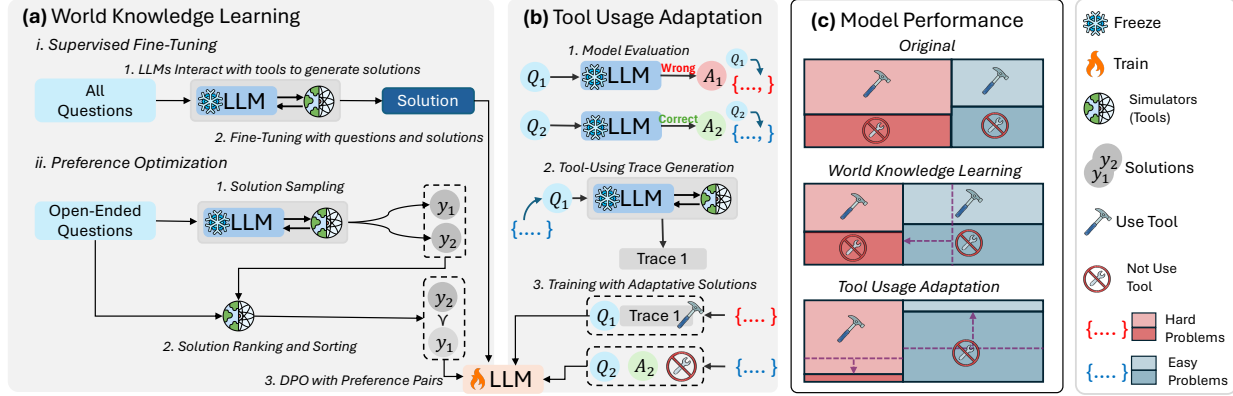 (a) World Knowledge Learning
i. Supervised Fine-Tuning
1. LLMs Interact with tools to generate solutions
All
Questions
LLM
Solution
2. Fine-Tuning with questions and solutions
ii. Preference Optimization
1. Solution Sampling
Open-Ended
Questions
LLM
y1
y2
y2
≺
y1
2. Solution Ranking and Sorting
3. DPO with Preference Pairs
LLM
(b) Tool Usage Adaptation
1. Model Evaluation
Q1
LLM
Wrong
A1
Q1
{...,}
Q2
LLM
Correct
A2
Q2
{...,}
2. Tool-Using Trace Generation
Q1
LLM
{....}
Trace 1
3. Training with Adaptative Solutions
Q1 Trace 1
{....}
Q2 A2
{....}
(c) Model Performance
Original
World Knowledge Learning
Tool Usage Adaptation
Freeze
Train
Simulators
(Tools)
y2
y1
Solutions
Use Tool
Not Use
Tool
{....}
Hard
Problems
{....}
Easy
Problems